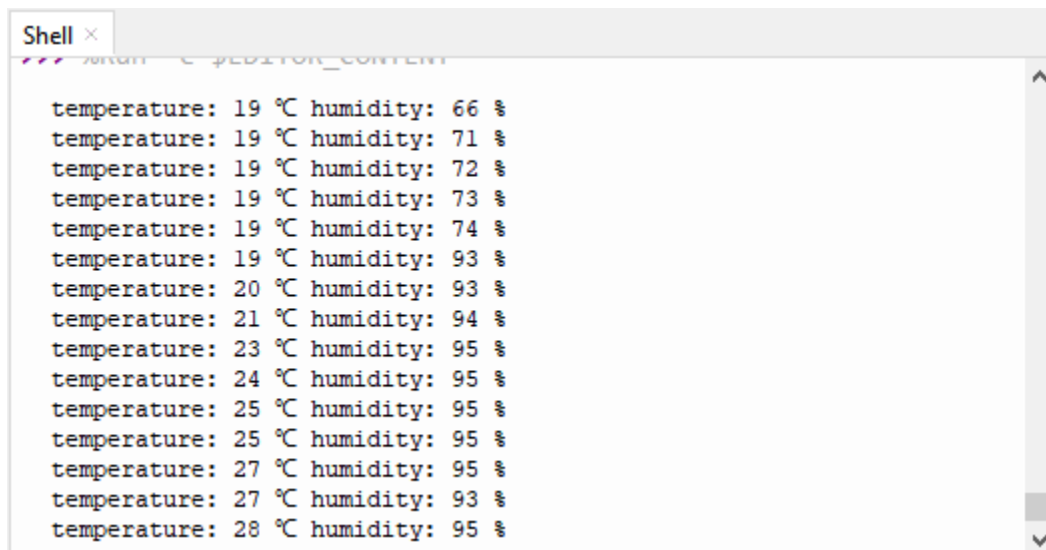 Shell ×
>>> %Run -c $EDITOR_CONTENT
temperature: 19 ℃ humidity: 66 %
temperature: 19 ℃ humidity: 71 %
temperature: 19 ℃ humidity: 72 %
temperature: 19 ℃ humidity: 73 %
temperature: 19 ℃ humidity: 74 %
temperature: 19 ℃ humidity: 93 %
temperature: 20 ℃ humidity: 93 %
temperature: 21 ℃ humidity: 94 %
temperature: 23 ℃ humidity: 95 %
temperature: 24 ℃ humidity: 95 %
temperature: 25 ℃ humidity: 95 %
temperature: 25 ℃ humidity: 95 %
temperature: 27 ℃ humidity: 95 %
temperature: 27 ℃ humidity: 93 %
temperature: 28 ℃ humidity: 95 %